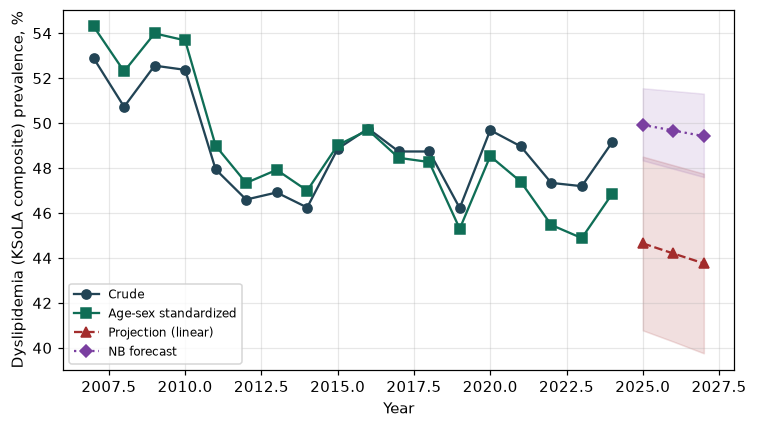 Dyslipidemia (KSoLA composite) prevalence, %
54
52
50
48
46
44
42
40
Crude
Age-sex standardized
Projection (linear)
NB forecast
2007.5 2010.0 2012.5 2015.0 2017.5 2020.0 2022.5 2025.0 2027.5
Year